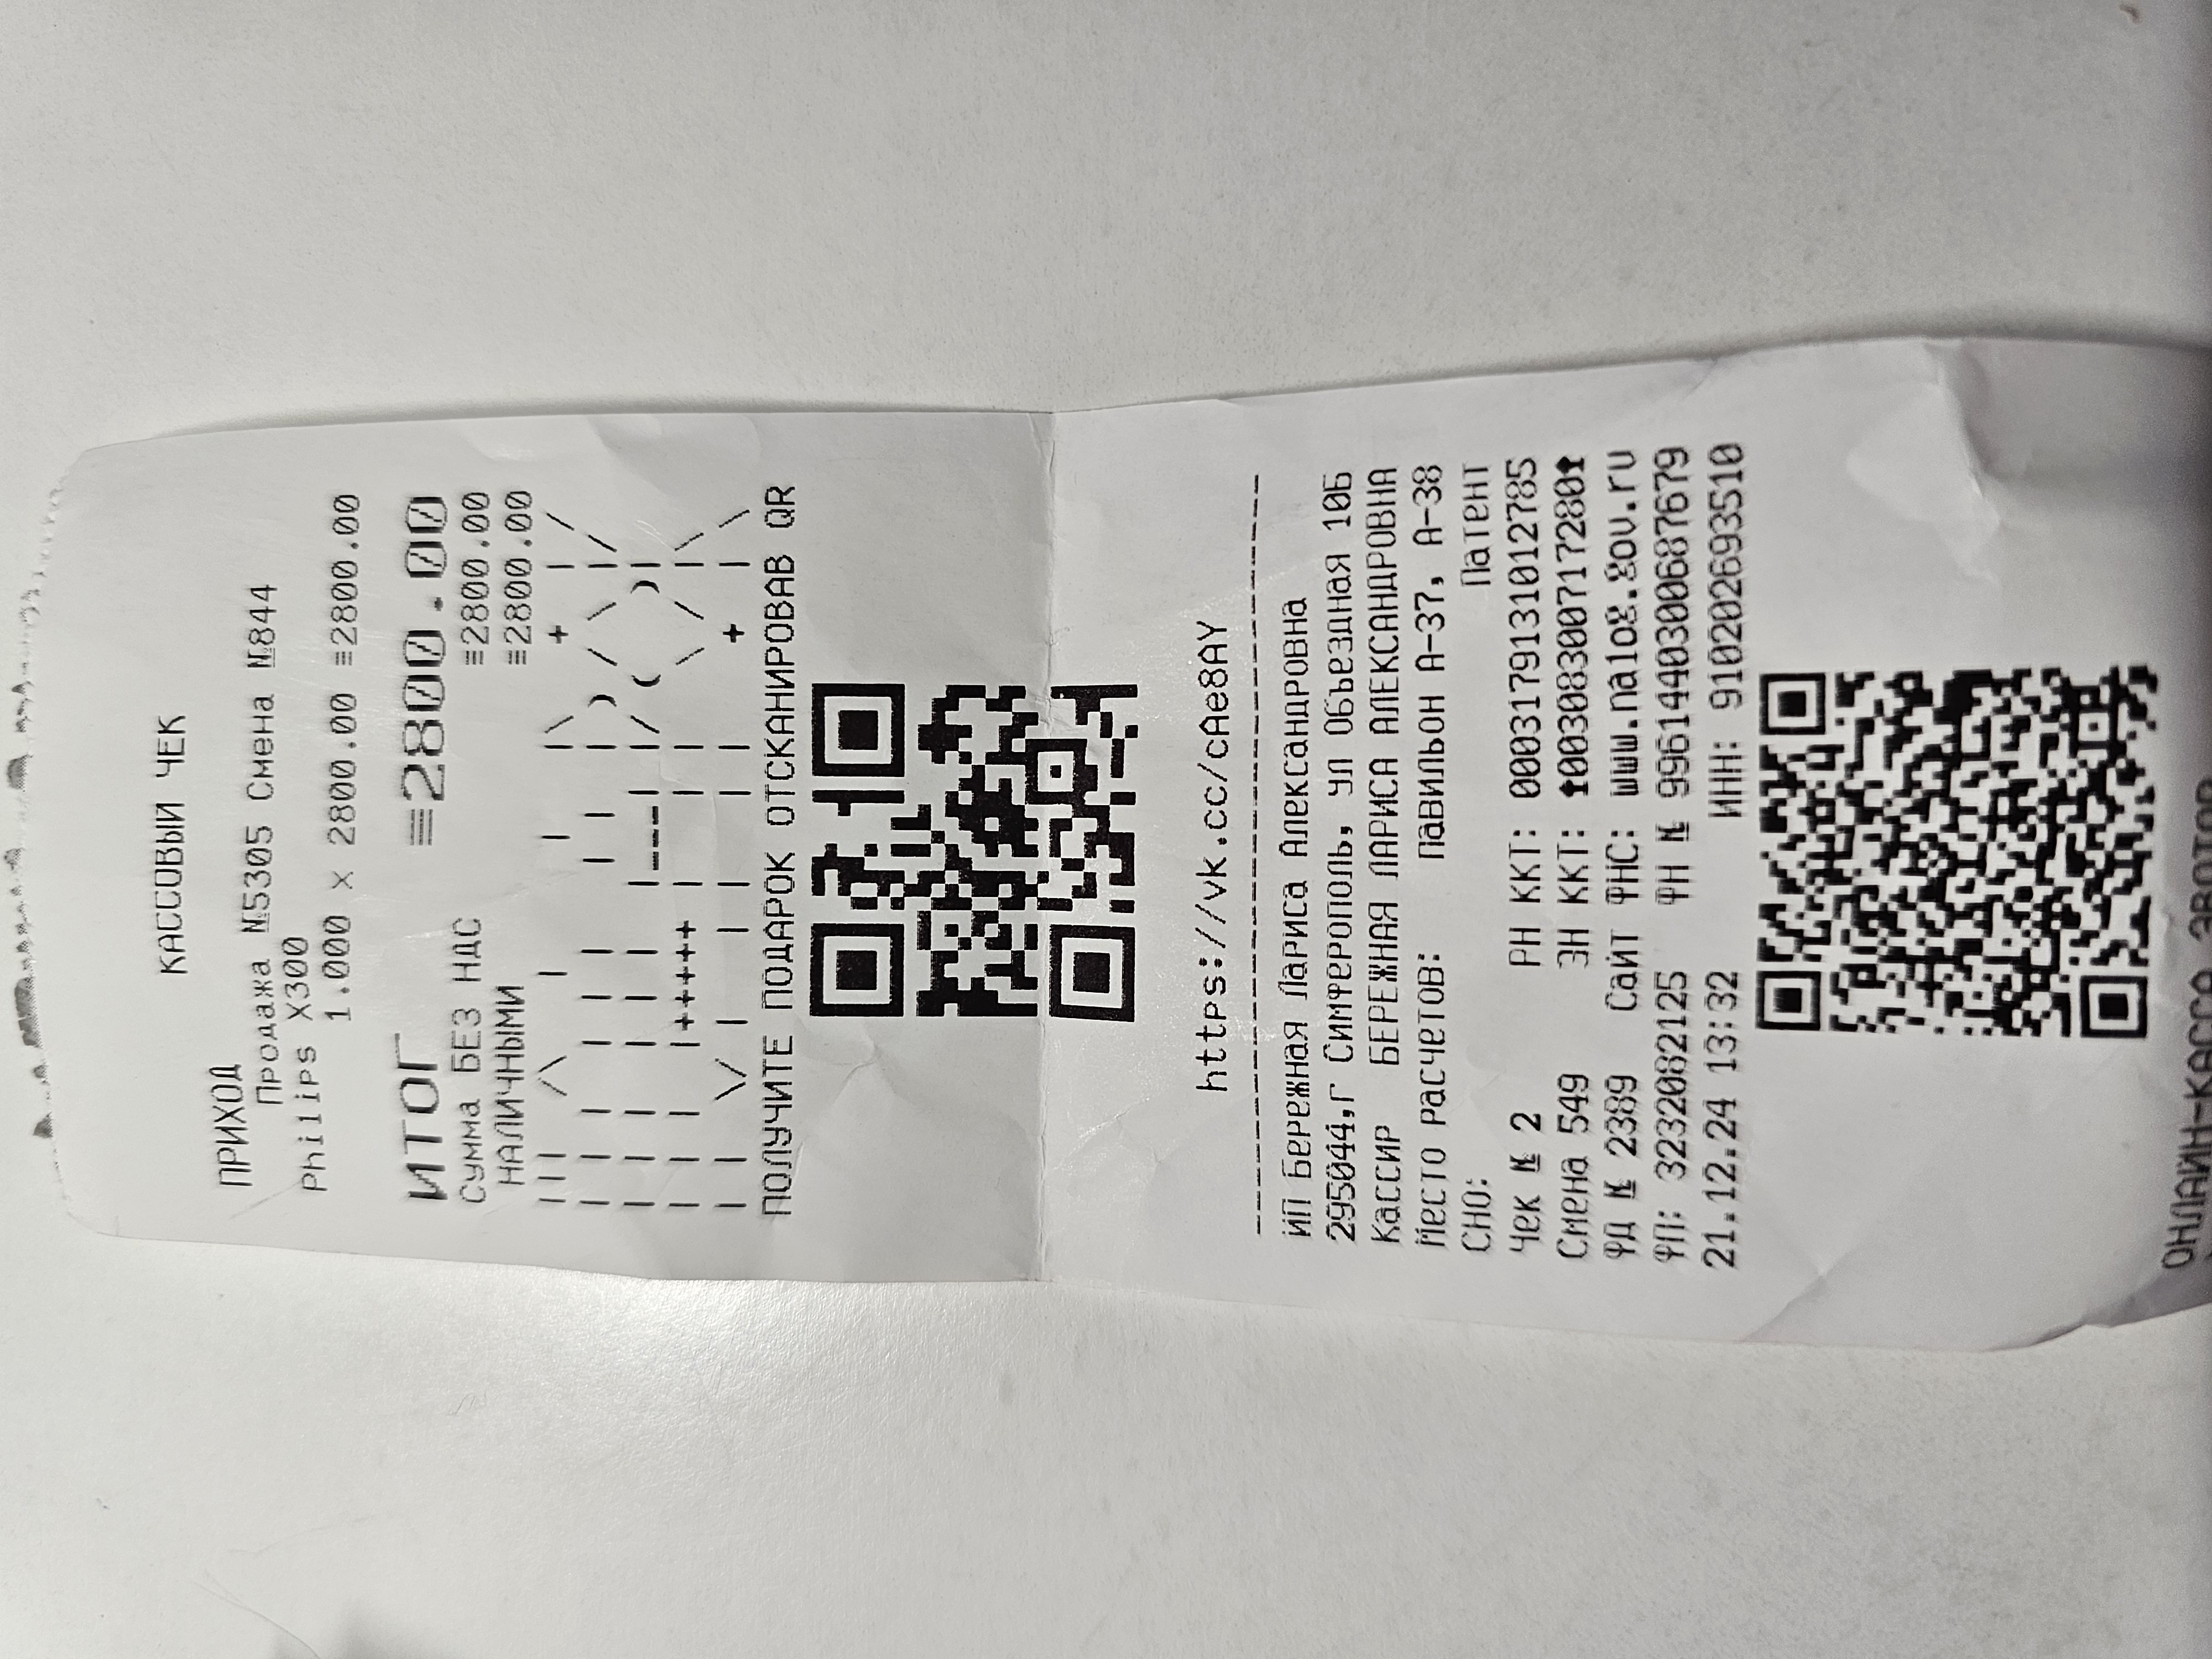 КАССОВЫЙ ЧЕК
ПРИХОД
Продажа №5305 Смена №844
Philips X300
1.000 x 2800.00 ≡2800.00
ИТОГ ≡2800.00
Сумма БЕЗ НДС ≡2800.00
НАЛИЧНЫМИ ≡2800.00
ПОЛУЧИТЕ ПОДАРОК ОТСКАНИРОВАВ QR
https://vk.cc/cAe8AY
ИП Бережная Лариса Александровна
295044,г Симферополь, ул Объездная 10Б
Кассир БЕРЕЖНАЯ ЛАРИСА АЛЕКСАНДРОВНА
Место расчетов: павильон А-37, А-38
СНО: Патент
Чек № 2 РН ККТ: 0003179131012785
Смена 549 ЗН ККТ: 00308300717280
ФД № 2389 Сайт ФНС: www.nalog.gov.ru
ФП: 3232082125 ФН № 9961440300687679
21.12.24 13:32 ИНН: 910202693510
ОНЛАЙН-КАССА ЭВОТОР